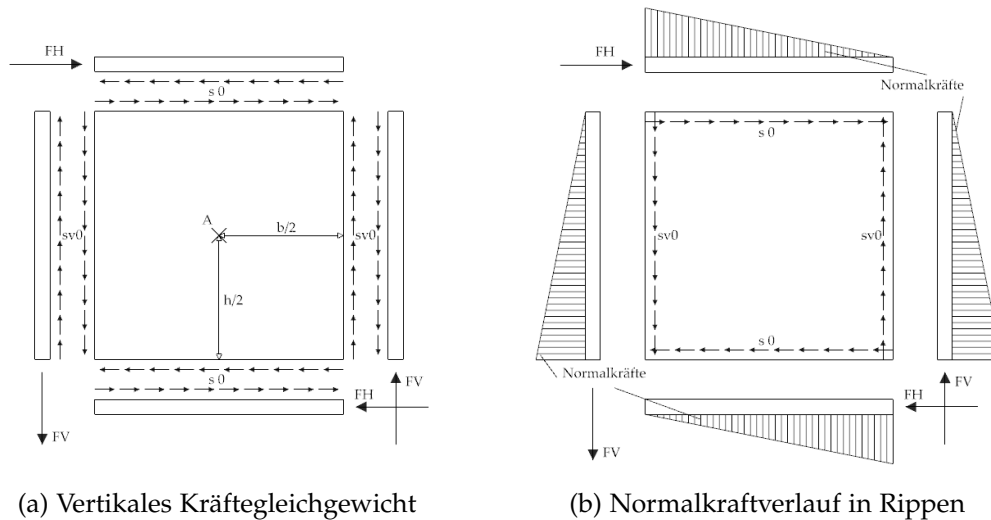 FH
s 0
A
b/2
h/2
sv0
sv0
s 0
FH
FV
FV
(a) Vertikales Kräftegleichgewicht
FH
Normalkräfte
s 0
sv0
sv0
s 0
Normalkräfte
FH
FV
FV
(b) Normalkraftverlauf in Rippen